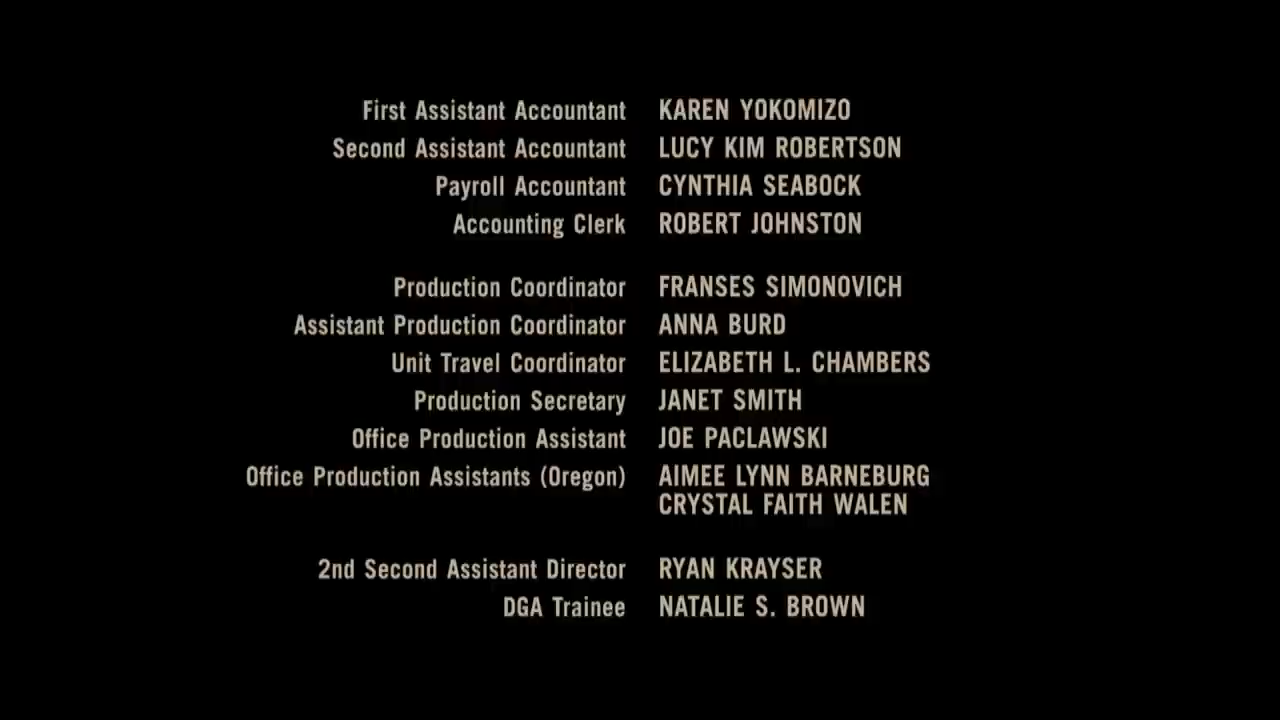 First Assistant Accountant KAREN YOKOMIZO
Second Assistant Accountant LUCY KIM ROBERTSON
Payroll Accountant CYNTHIA SEABOCK
Accounting Clerk ROBERT JOHNSTON
Production Coordinator FRANSES SIMONOVICH
Assistant Production Coordinator ANNA BURD
Unit Travel Coordinator ELIZABETH L. CHAMBERS
Production Secretary JANET SMITH
Office Production Assistant JOE PACLAWSKI
Office Production Assistants (Oregon) AIMEE LYNN BARNEBURG
CRYSTAL FAITH WALEN
2nd Second Assistant Director RYAN KRAYSER
DGA Trainee NATALIE S. BROWN